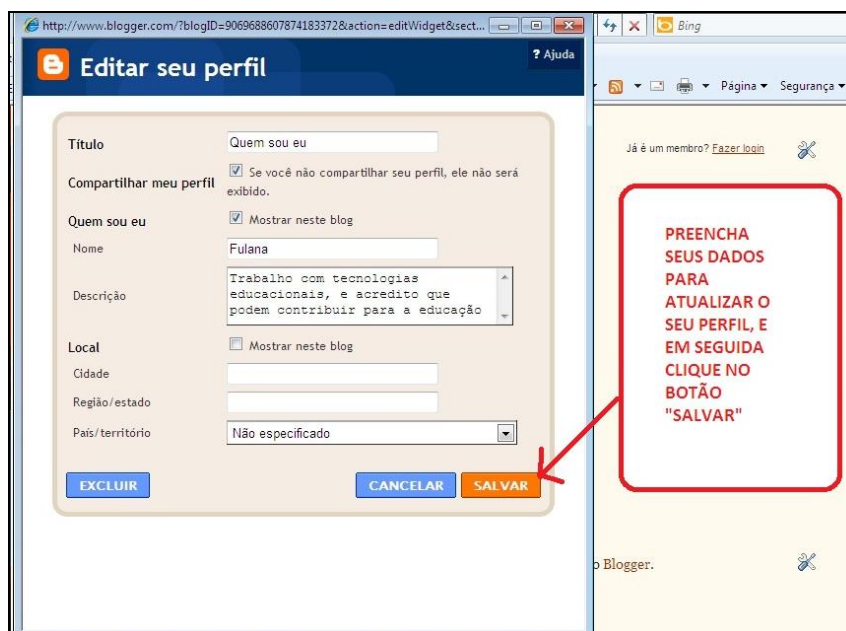 http://www.blogger.com/?blogID=9069688607874183372&action=editWidget&sect...
Bing
Editar seu perfil
? Ajuda
Página
Segurança
Título
Quem sou eu
Compartilhar meu perfil
Se você não compartilhar seu perfil, ele não será
exibido.
Quem sou eu
Mostrar neste blog
Nome
Fulana
Descrição
Trabalho com tecnologias
educacionais, e acredito que
podem contribuir para a educação
Local
Mostrar neste blog
Cidade
Região/estado
País/território
Não especificado
EXCLUIR
CANCELAR
SALVAR
Já é um membro? Fazer login
PREENCHA
SEUS DADOS
PARA
ATUALIZAR O
SEU PERFIL, E
EM SEGUIDA
CLIQUE NO
BOTÃO
"SALVAR"
o Blogger.